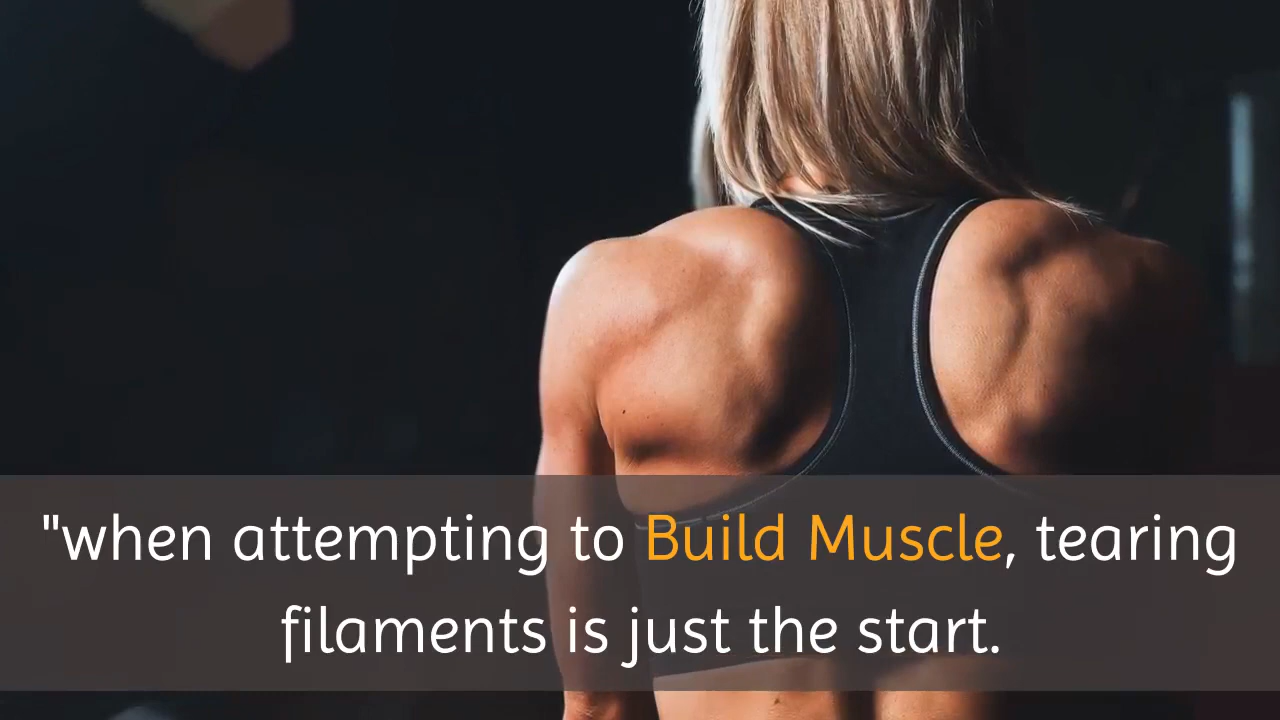 "when attempting to Build Muscle, tearing
filaments is just the start.